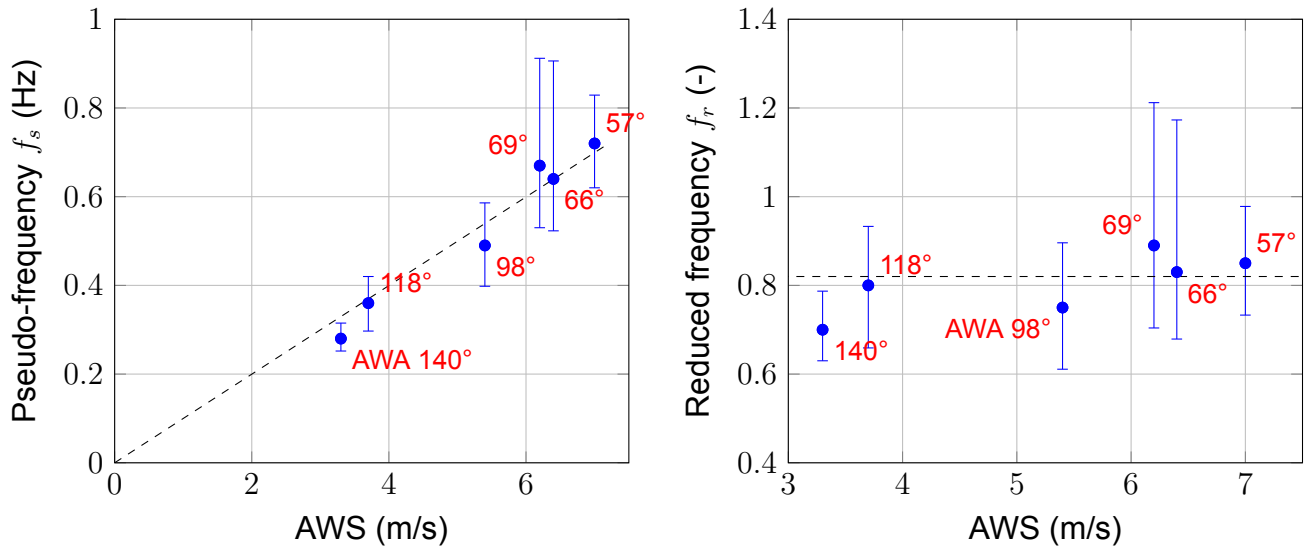 Pseudo-frequency f_s (Hz)
1
0.8
0.6
0.4
0.2
0
0 2 4 6
AWS (m/s)
57°
69°
66°
98°
118°
AWA 140°
Reduced frequency f_r (-)
1.4
1.2
1
0.8
0.6
0.4
3 4 5 6 7
AWS (m/s)
69°
57°
118°
66°
AWA 98°
140°